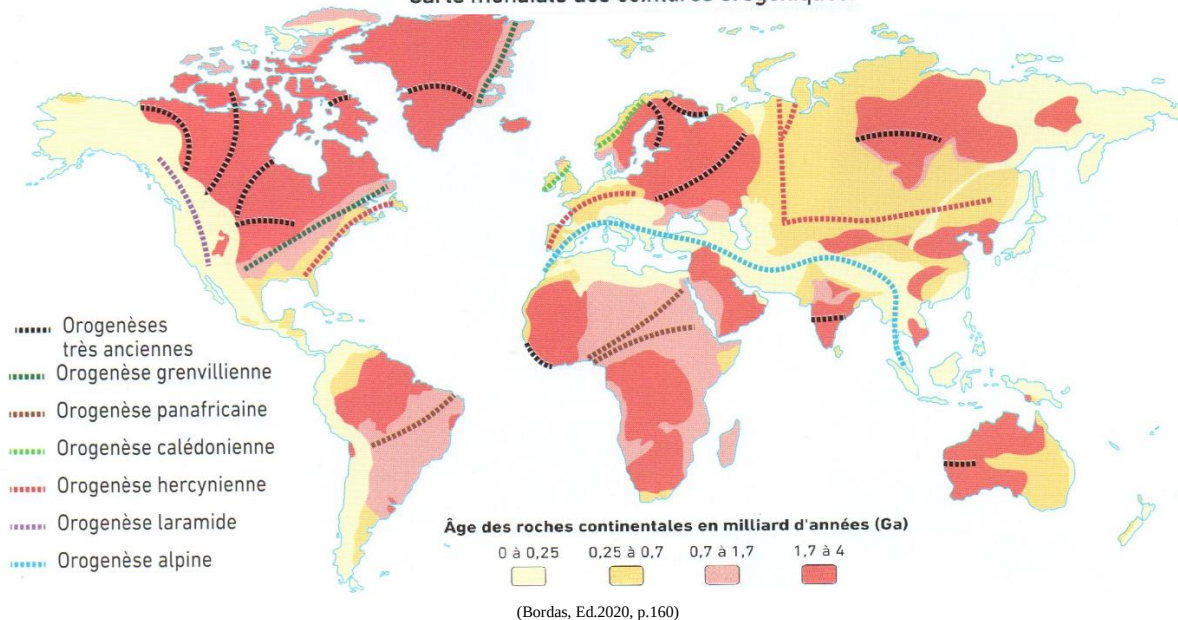 Orogenèses
très anciennes
Orogenèse grenvillienne
Orogenèse panafricaine
Orogenèse calédonienne
Orogenèse hercynienne
Orogenèse laramide
Orogenèse alpine
Âge des roches continentales en milliard d'années (Ga)
0 à 0,25 0,25 à 0,7 0,7 à 1,7 1,7 à 4
(Bordas, Ed.2020, p.160)